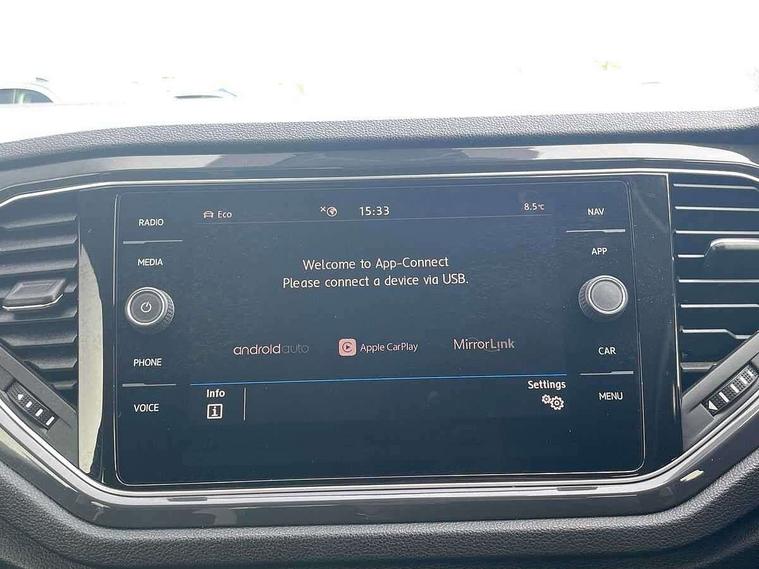 RADIO
MEDIA
PHONE
VOICE
Eco
15:33
8.5°C
Welcome to App-Connect
Please connect a device via USB.
androidauto
Apple CarPlay
MirrorLink
Info
Settings
NAV
APP
CAR
MENU